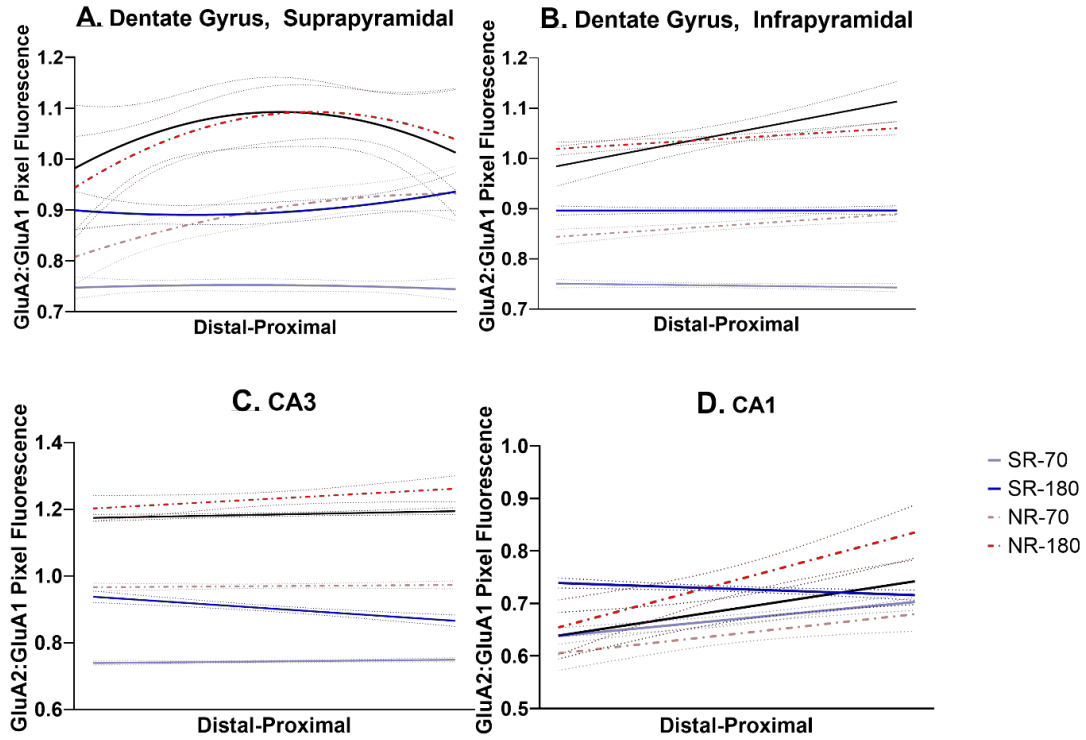 A. Dentate Gyrus, Suprapyramidal
GluA2:GluA1 Pixel Fluorescence
1.2
1.1
1.0
0.9
0.8
0.7
Distal-Proximal
B. Dentate Gyrus, Infrapyramidal
GluA2:GluA1 Pixel Fluorescence
1.2
1.1
1.0
0.9
0.8
0.7
Distal-Proximal
C. CA3
GluA2:GluA1 Pixel Fluorescence
1.4
1.2
1.0
0.8
0.6
Distal-Proximal
D. CA1
GluA2:GluA1 Pixel Fluorescence
1.0
0.9
0.8
0.7
0.6
0.5
Distal-Proximal
SR-70
SR-180
NR-70
NR-180